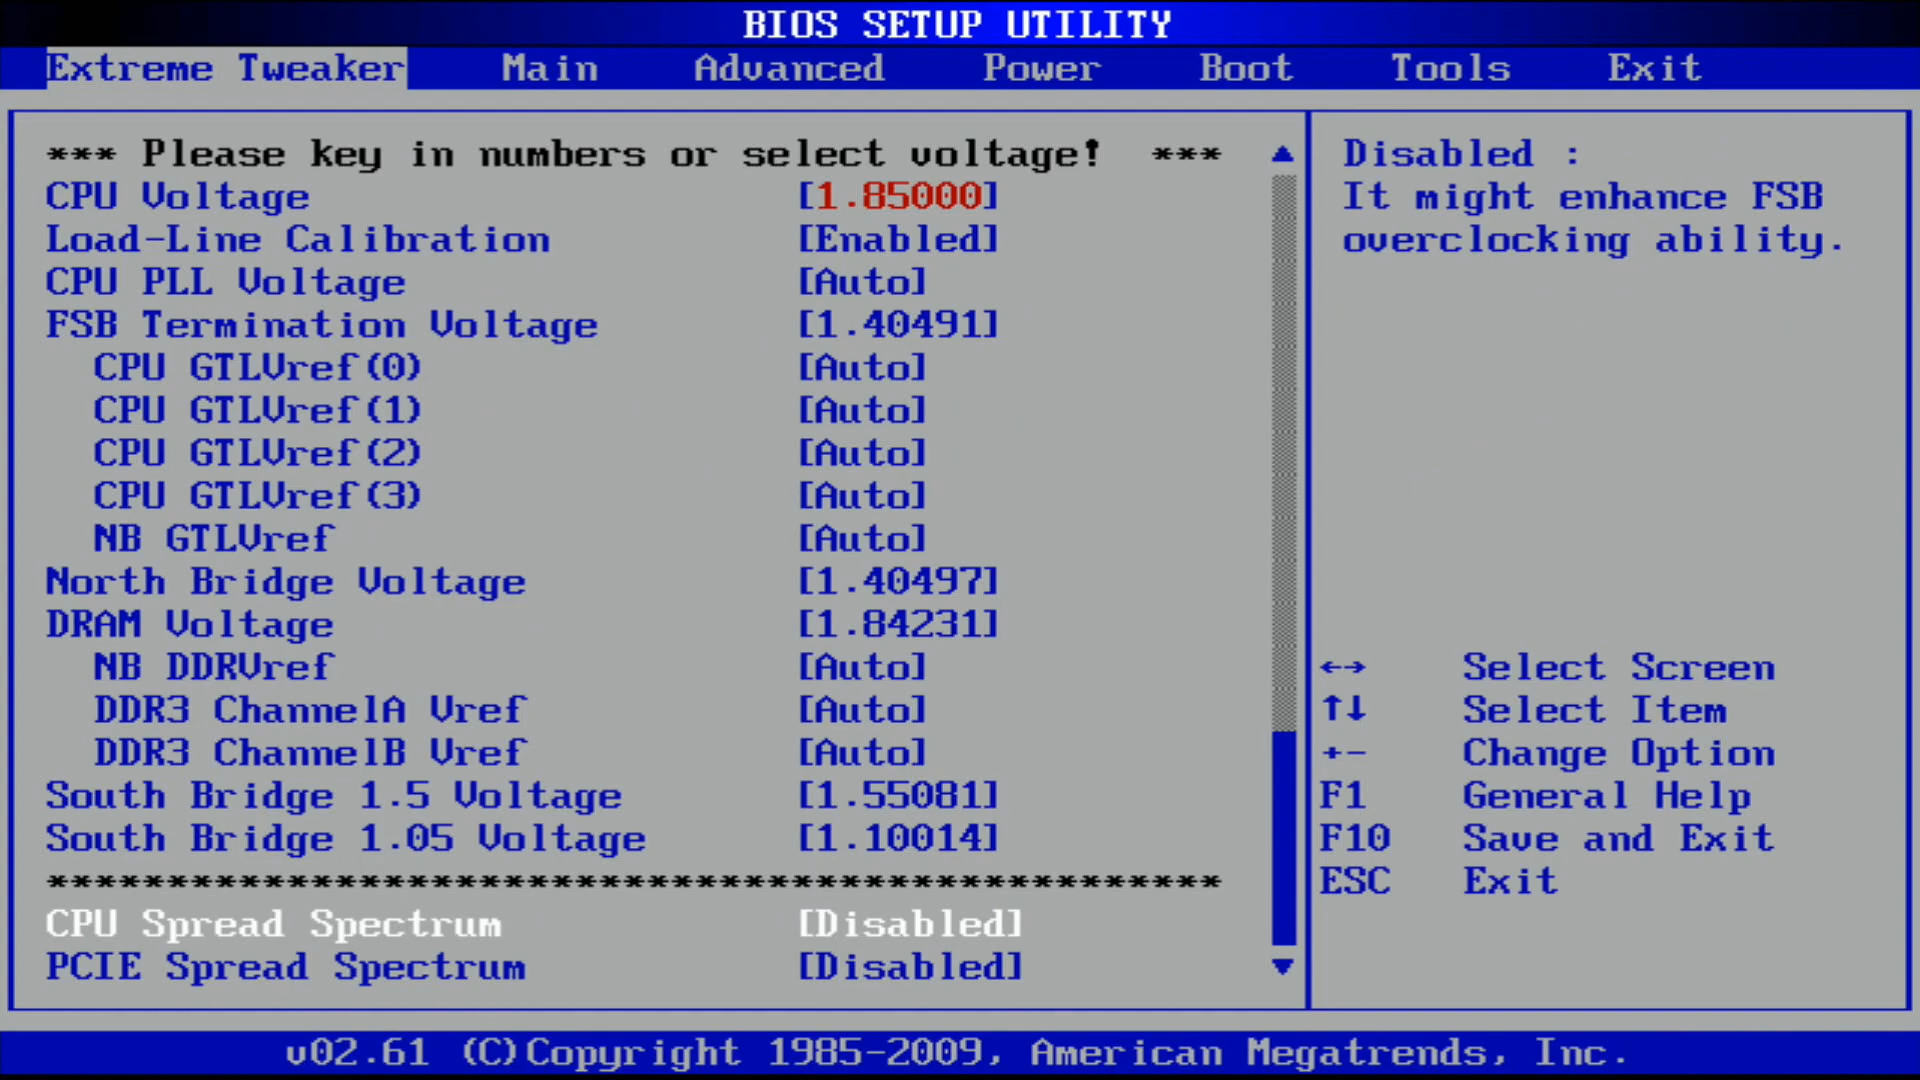 BIOS SETUP UTILITY
Extreme Tweaker Main Advanced Power Boot Tools Exit
*** Please key in numbers or select voltage! ***
CPU Voltage [1.85000]
Load-Line Calibration [Enabled]
CPU PLL Voltage [Auto]
FSB Termination Voltage [1.40491]
CPU GTLVref(0) [Auto]
CPU GTLVref(1) [Auto]
CPU GTLVref(2) [Auto]
CPU GTLVref(3) [Auto]
NB GTLVref [Auto]
North Bridge Voltage [1.40497]
DRAM Voltage [1.84231]
NB DDRVref [Auto]
DDR3 ChannelA Vref [Auto]
DDR3 ChannelB Vref [Auto]
South Bridge 1.5 Voltage [1.55081]
South Bridge 1.05 Voltage [1.10014]
*************************************************
CPU Spread Spectrum [Disabled]
PCIE Spread Spectrum [Disabled]
Disabled :
It might enhance FSB
overclocking ability.
←→ Select Screen
↑↓ Select Item
+- Change Option
F1 General Help
F10 Save and Exit
ESC Exit
v02.61 (C)Copyright 1985-2009, American Megatrends, Inc.